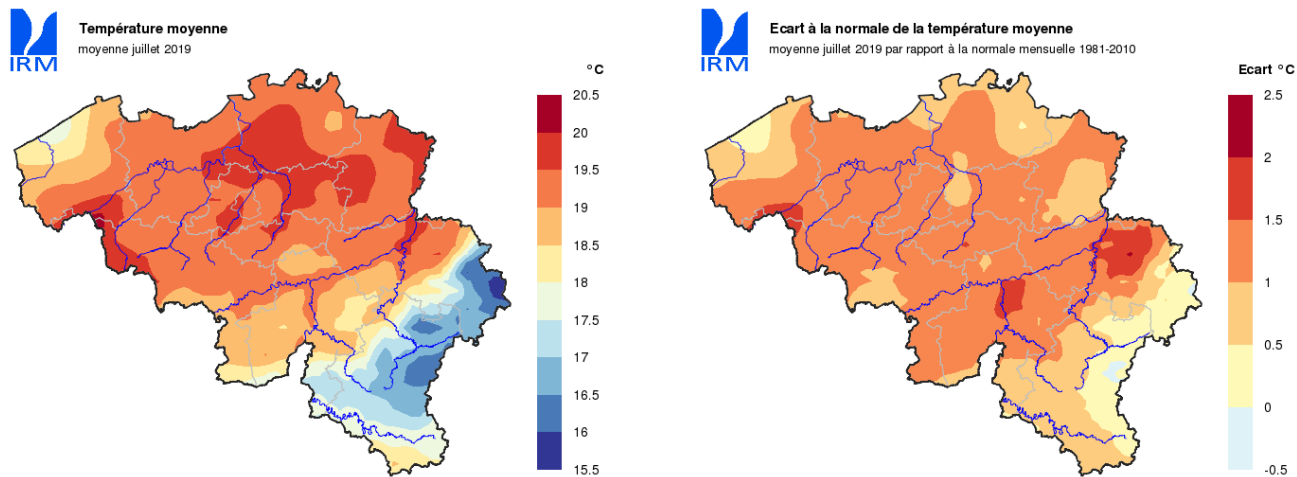 Température moyenne
moyenne juillet 2019
IRM
°C
20.5
20
19.5
19
18.5
18
17.5
17
16.5
16
15.5
Ecart à la normale de la température moyenne
moyenne juillet 2019 par rapport à la normale mensuelle 1981-2010
IRM
Ecart °C
2.5
2
1.5
1
0.5
0
-0.5